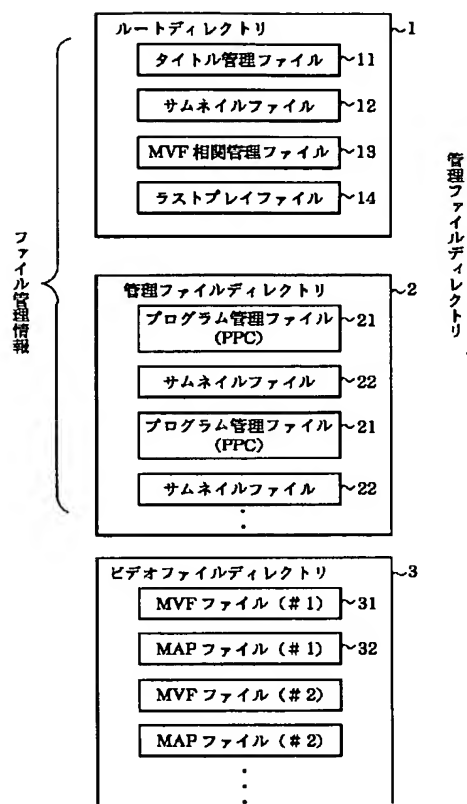 ルートディレクトリ ~1
タイトル管理ファイル ~11
サムネイルファイル ~12
MVF 相関管理ファイル ~13
ラストプレイファイル ~14
ファイル管理情報
管理ファイルディレクトリ ~2
プログラム管理ファイル ~21
(PPC)
サムネイルファイル ~22
プログラム管理ファイル ~21
(PPC)
サムネイルファイル ~22
ビデオファイルディレクトリ ~3
MVF ファイル (#1) ~31
MAP ファイル (#1) ~32
MVF ファイル (#2)
MAP ファイル (#2)
管理ファイルディレクトリ